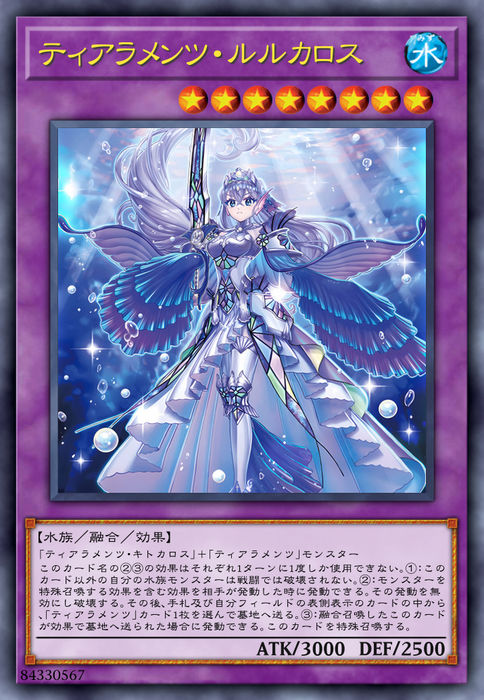 ティアラメンツ・ルルカロス
みず
水
【水族／融合／効果】
「ティアラメンツ・キトカロス」＋「ティアラメンツ」モンスター
このカード名の②③の効果はそれぞれ1ターンに1度しか使用できない。①：この
カード以外の自分の水族モンスターは戦闘では破壊されない。②：モンスターを
特殊召喚する効果を含む効果を相手が発動した時に発動できる。その発動を無
効にし破壊する。その後、手札及び自分フィールドの表側表示のカードの中か
ら、「ティアラメンツ」カード1枚を選んで墓地へ送る。③：融合召喚したこのカード
が効果で墓地へ送られた場合に発動できる。このカードを特殊召喚する。
ATK/3000 DEF/2500
84330567